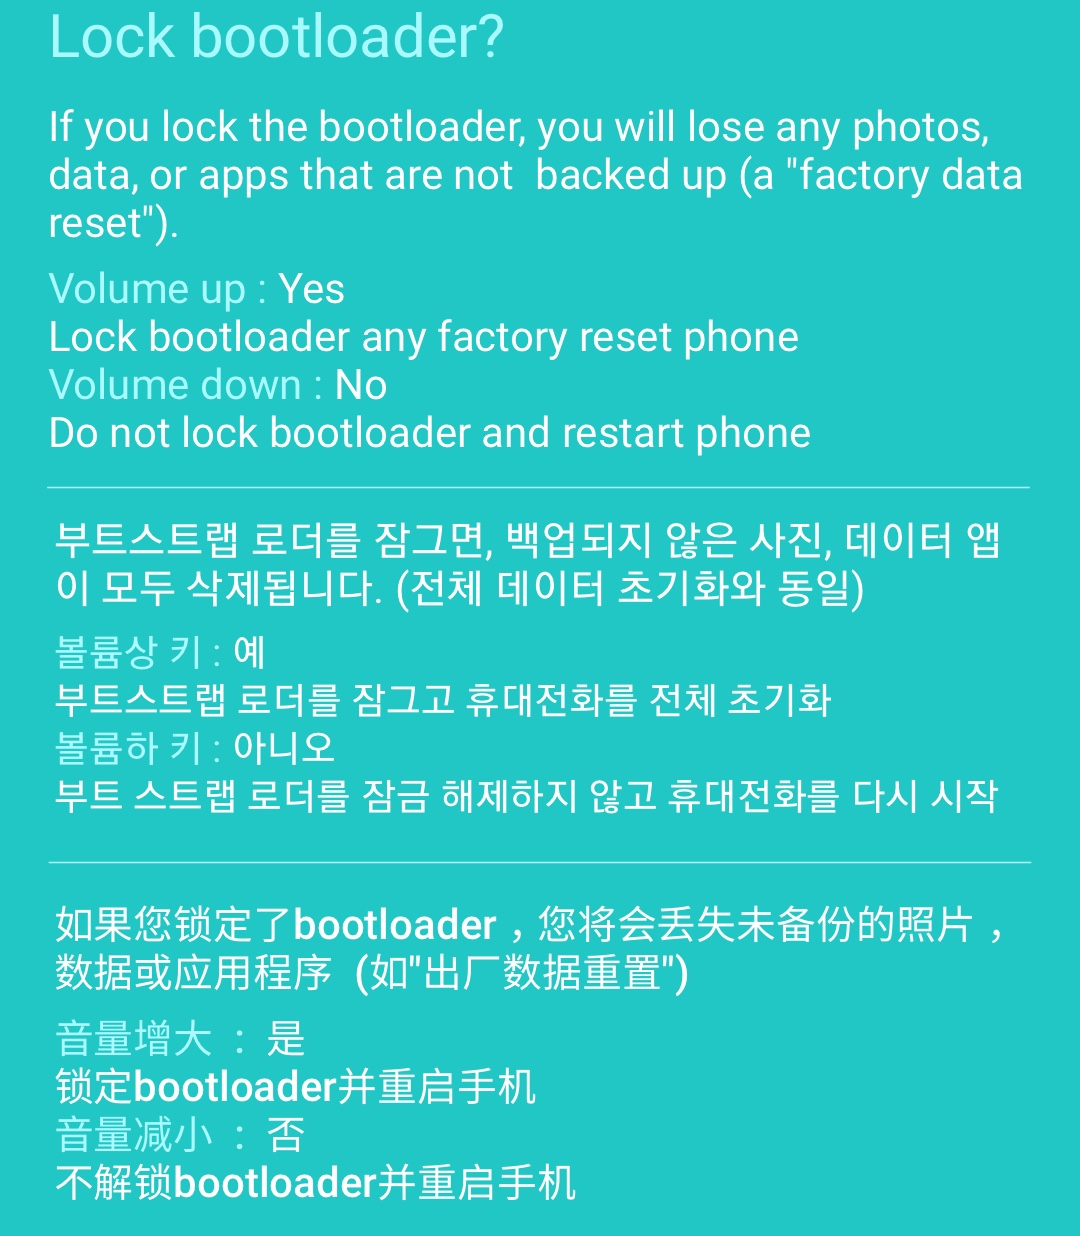 Lock bootloader?
If you lock the bootloader, you will lose any photos,
data, or apps that are not  backed up (a "factory data
reset").
Volume up : Yes
Lock bootloader any factory reset phone
Volume down : No
Do not lock bootloader and restart phone
부트스트랩 로더를 잠그면, 백업되지 않은 사진, 데이터 앱
이 모두 삭제됩니다. (전체 데이터 초기화와 동일)
볼륨상 키 : 예
부트스트랩 로더를 잠그고 휴대전화를 전체 초기화
볼륨하 키 : 아니오
부트 스트랩 로더를 잠금 해제하지 않고 휴대전화를 다시 시작
如果您锁定了bootloader，您将会丢失未备份的照片，
数据或应用程序 (如"出厂数据重置")
音量增大 ： 是
锁定bootloader并重启手机
音量减小 ： 否
不解锁bootloader并重启手机